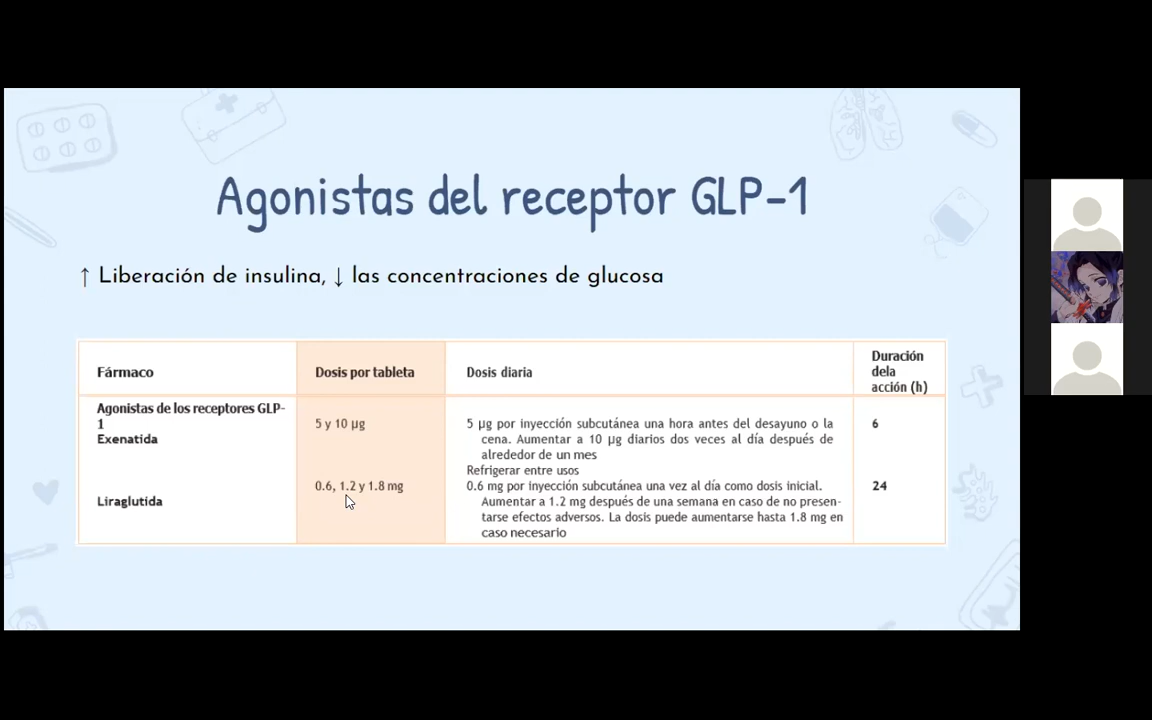 Agonistas del receptor GLP-1
↑ Liberación de insulina, ↓ las concentraciones de glucosa
Fármaco
Dosis por tableta
Dosis diaria
Duración
dela
acción (h)
Agonistas de los receptores GLP-
1
Exenatida
5 y 10 µg
5 µg por inyección subcutánea una hora antes del desayuno o la
cena. Aumentar a 10 µg diarios dos veces al día después de
alrededor de un mes
Refrigerar entre usos
6
Liraglutida
0.6, 1.2 y 1.8 mg
0.6 mg por inyección subcutánea una vez al día como dosis inicial.
Aumentar a 1.2 mg después de una semana en caso de no presen-
tarse efectos adversos. La dosis puede aumentarse hasta 1.8 mg en
caso necesario
24